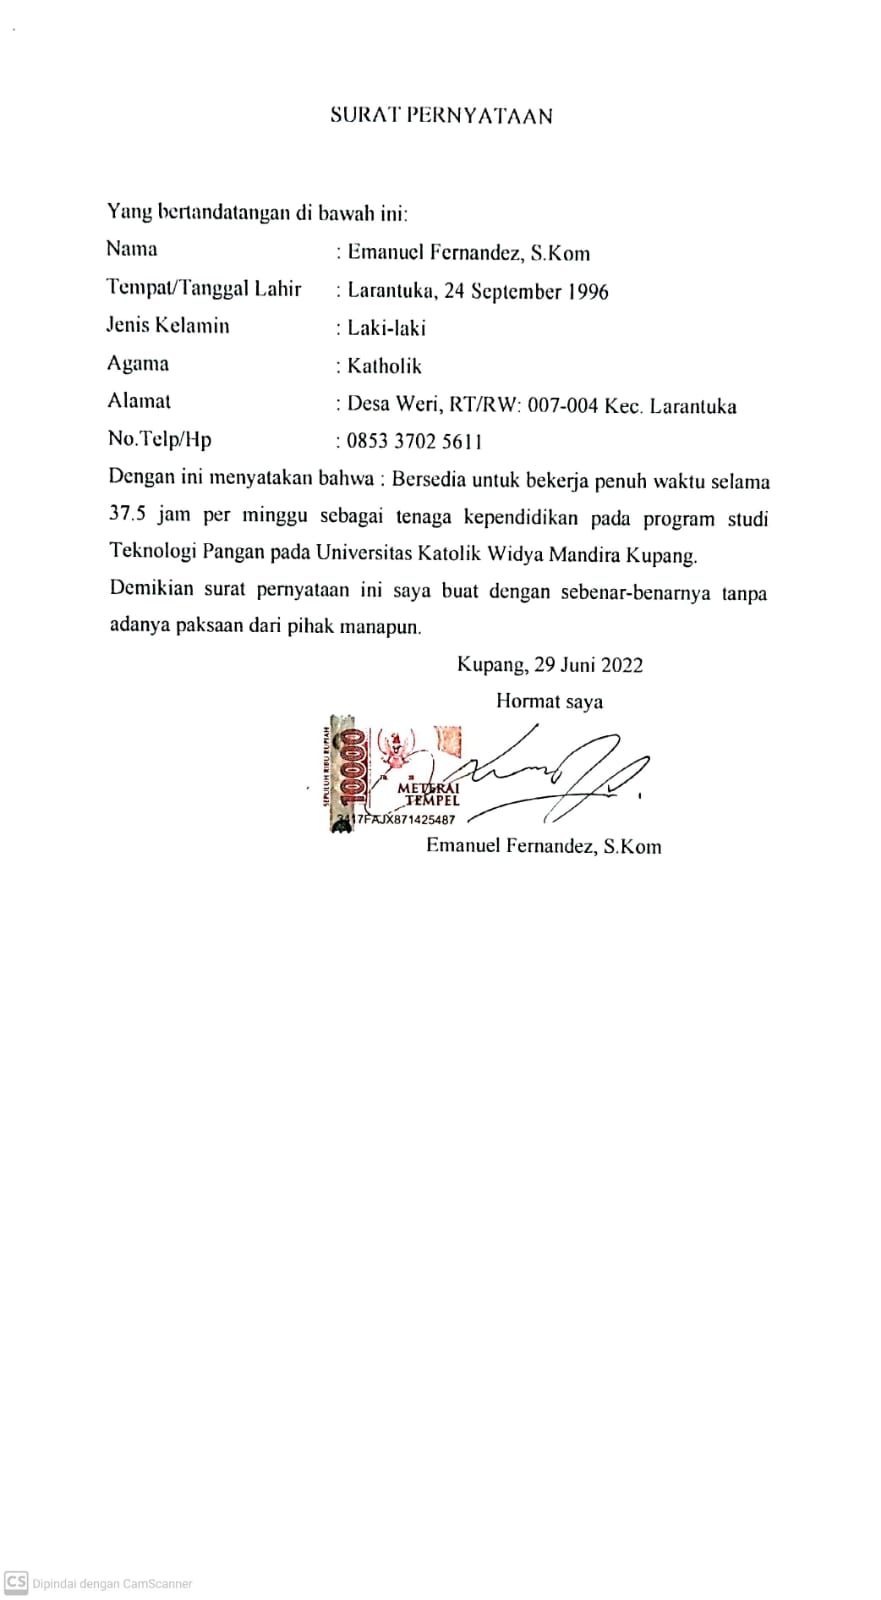 SURAT PERNYATAAN
Yang bertandatangan di bawah ini:
Nama : Emanuel Fernandez, S.Kom
Tempat/Tanggal Lahir : Larantuka, 24 September 1996
Jenis Kelamin : Laki-laki
Agama : Katholik
Alamat : Desa Weri, RT/RW: 007-004 Kec. Larantuka
No.Telp/Hp : 0853 3702 5611
Dengan ini menyatakan bahwa : Bersedia untuk bekerja penuh waktu selama
37.5 jam per minggu sebagai tenaga kependidikan pada program studi
Teknologi Pangan pada Universitas Katolik Widya Mandira Kupang.
Demikian surat pernyataan ini saya buat dengan sebenar-benarnya tanpa
adanya paksaan dari pihak manapun.
Kupang, 29 Juni 2022
Hormat saya
SEPULUH RIBU RUPIAH
10000
METERAI
TEMPEL
FAJX871425487
Emanuel Fernandez, S.Kom
CS Dipindai dengan CamScanner